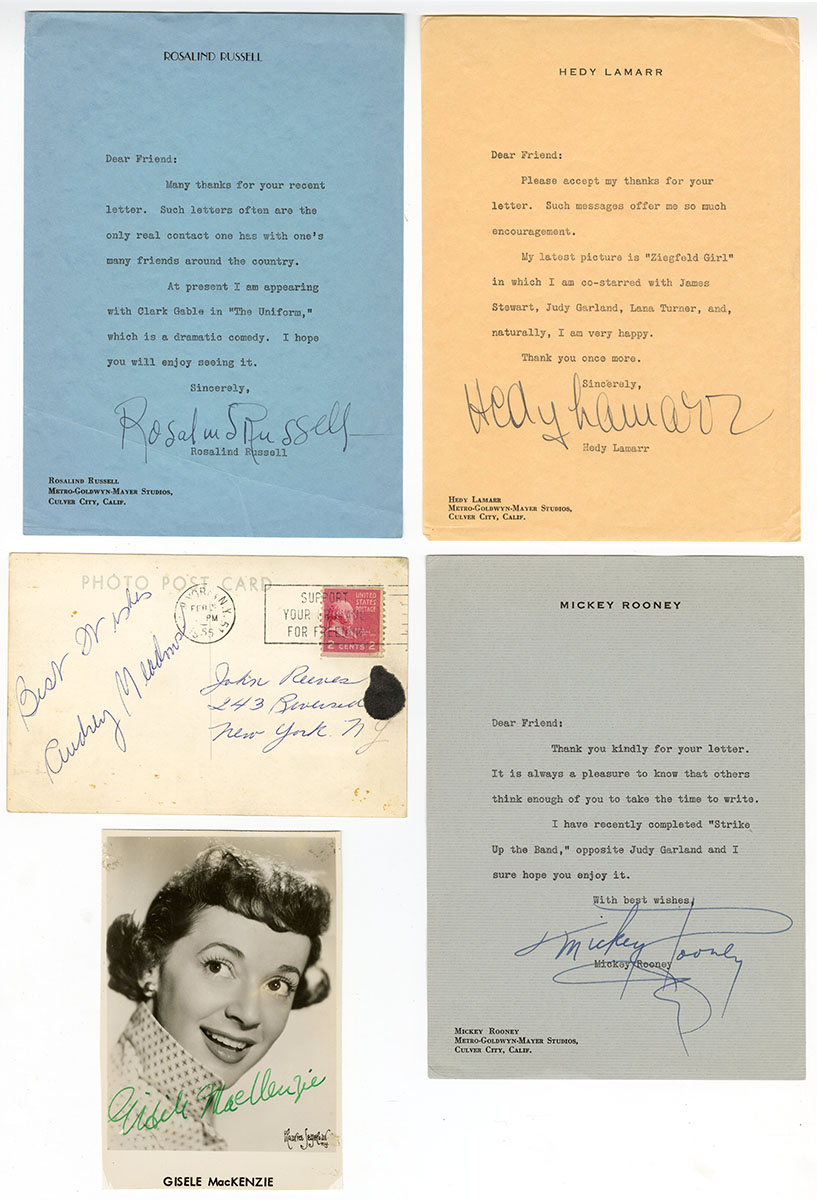 ROSALIND RUSSELL
Dear Friend:
Many thanks for your recent
letter. Such letters often are the
only real contact one has with one's
many friends around the country.
At present I am appearing
with Clark Gable in "The Uniform,"
which is a dramatic comedy. I hope
you will enjoy seeing it.
Sincerely,
Rosalind Russell
Rosalind Russell
ROSALIND RUSSELL
METRO-GOLDWYN-MAYER STUDIOS,
CULVER CITY, CALIF.
HEDY LAMARR
Dear Friend:
Please accept my thanks for your
letter. Such messages offer me so much
encouragement.
My latest picture is "Ziegfeld Girl"
in which I am co-starred with James
Stewart, Judy Garland, Lana Turner, and,
naturally, I am very happy.
Thank you once more.
Sincerely,
Hedy Lamarr
Hedy Lamarr
HEDY LAMARR
METRO-GOLDWYN-MAYER STUDIOS,
CULVER CITY, CALIF.
PHOTO POST CARD
Best Wishes
Audrey Meadows
N.Y.
FEB
PM
1955
SUPPORT
YOUR
FOR
UNITED STATES
POSTAGE
2 CENTS 2
John Reeves
243 Riversid
New York. NY
MICKEY ROONEY
Dear Friend:
Thank you kindly for your letter.
It is always a pleasure to know that others
think enough of you to take the time to write.
I have recently completed "Strike
Up the Band," opposite Judy Garland and I
sure hope you enjoy it.
With best wishes,
Mickey Rooney
Mickey Rooney
MICKEY ROONEY
METRO-GOLDWYN-MAYER STUDIOS,
CULVER CITY, CALIF.
Gisele MacKenzie
Maurice Seymour
GISELE MacKENZIE